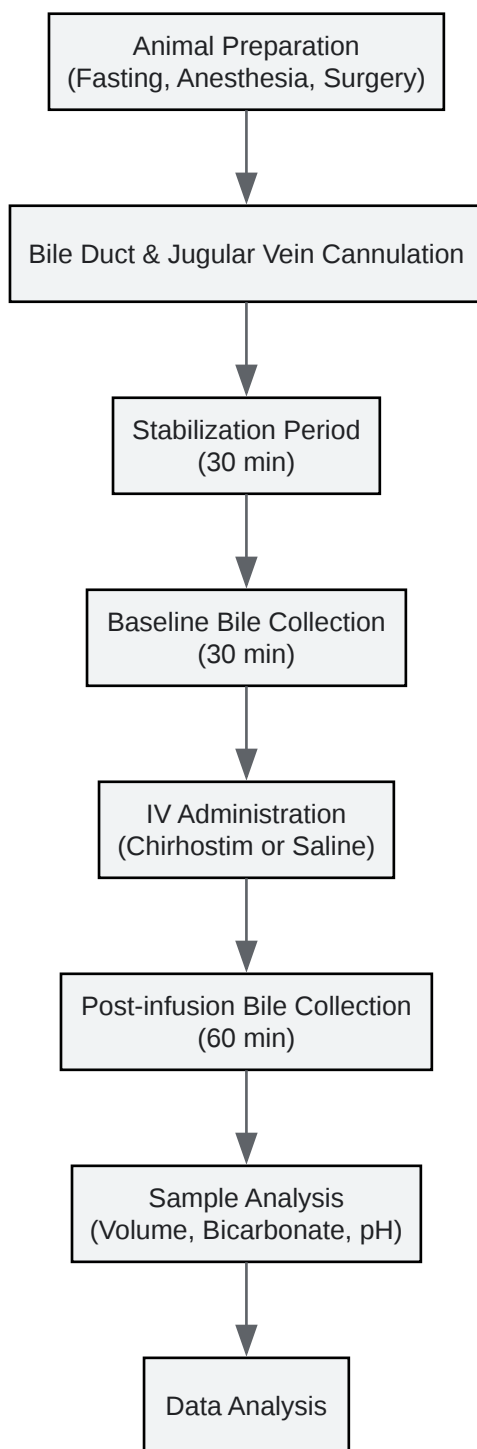 Animal Preparation
(Fasting, Anesthesia, Surgery)
Bile Duct & Jugular Vein Cannulation
Stabilization Period
(30 min)
Baseline Bile Collection
(30 min)
IV Administration
(Chirhostim or Saline)
Post-infusion Bile Collection
(60 min)
Sample Analysis
(Volume, Bicarbonate, pH)
Data Analysis